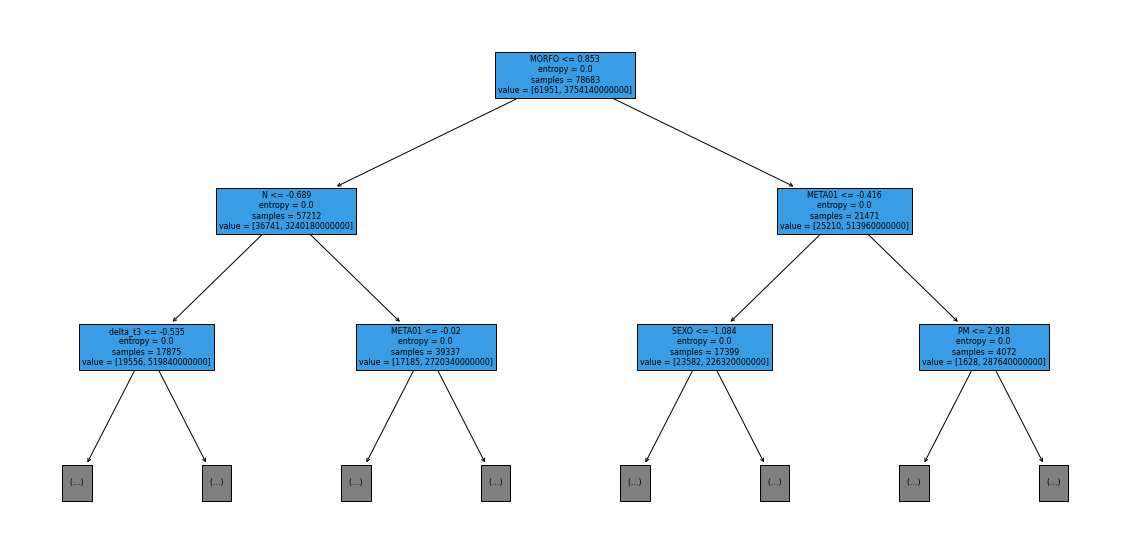 MORFO <= 0.853
entropy = 0.0
samples = 78683
value = [61951, 3754140000000]
N <= -0.689
entropy = 0.0
samples = 57212
value = [36741, 3240180000000]
META01 <= -0.416
entropy = 0.0
samples = 21471
value = [25210, 513960000000]
delta_t3 <= -0.535
entropy = 0.0
samples = 17875
value = [19556, 519840000000]
META01 <= -0.02
entropy = 0.0
samples = 39337
value = [17185, 2720340000000]
SEXO <= -1.084
entropy = 0.0
samples = 17399
value = [23582, 226320000000]
PM <= 2.918
entropy = 0.0
samples = 4072
value = [1628, 287640000000]
(...)
(...)
(...)
(...)
(...)
(...)
(...)
(...)